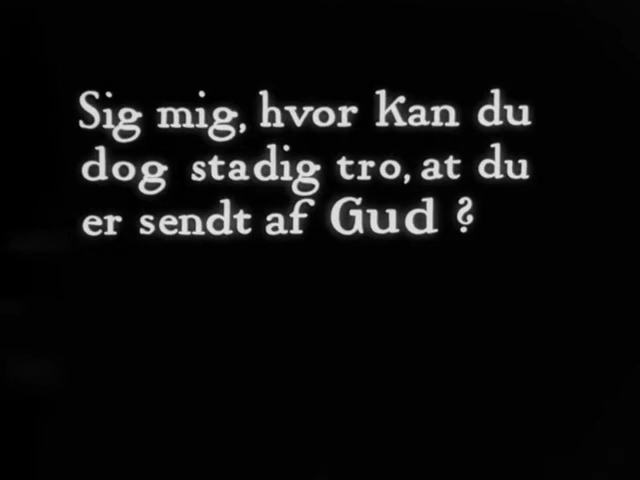 Sig mig, hvor kan du
dog stadig tro, at du
er sendt af Gud ?